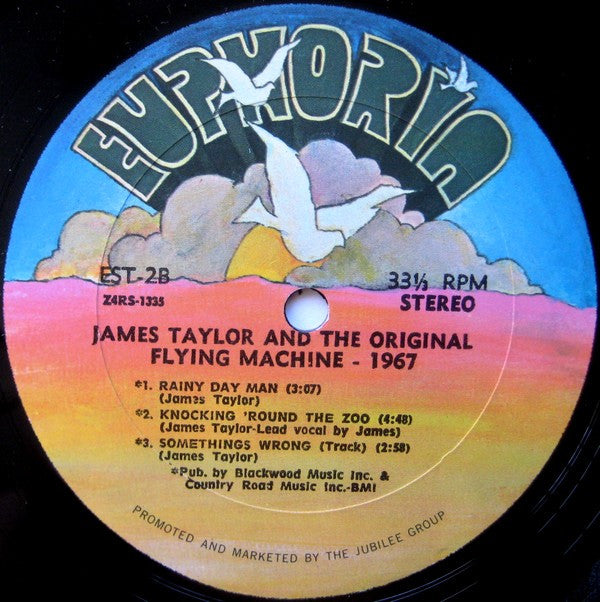 EUPHORIA
EST-2B
Z4RS-1335
33⅓ RPM
STEREO
JAMES TAYLOR AND THE ORIGINAL
FLYING MACH!NE - 1967
*1. RAINY DAY MAN (3:07)
(James Taylor)
*2. KNOCKING 'ROUND THE ZOO (4:48)
(James Taylor-Lead vocal by James)
*3. SOMETHINGS WRONG (Track) (2:58)
(James Taylor)
*Pub. by Blackwood Music Inc. &
Country Road Music Inc.-BMI
PROMOTED AND MARKETED BY THE JUBILEE GROUP